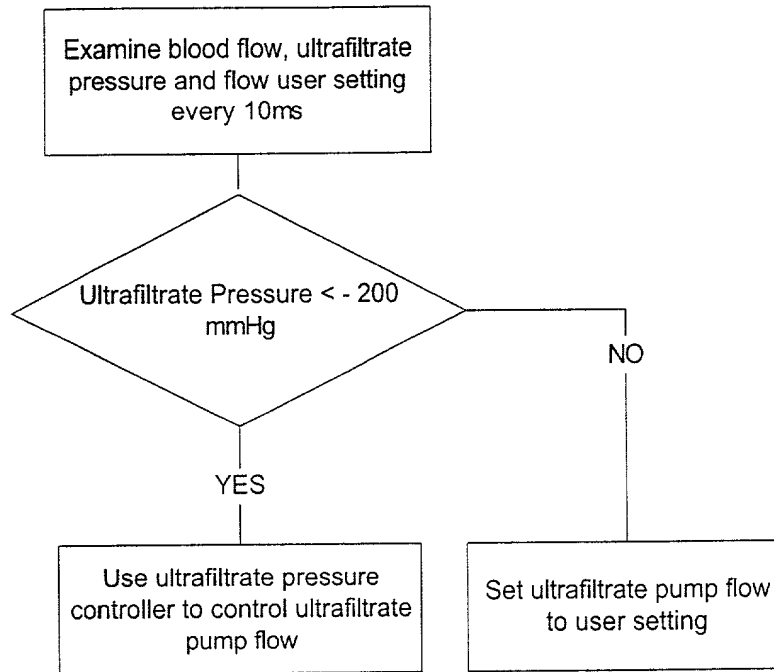 Examine blood flow, ultrafiltrate
pressure and flow user setting
every 10ms
Ultrafiltrate Pressure < - 200
mmHg
NO
YES
Use ultrafiltrate pressure
controller to control ultrafiltrate
pump flow
Set ultrafiltrate pump flow
to user setting